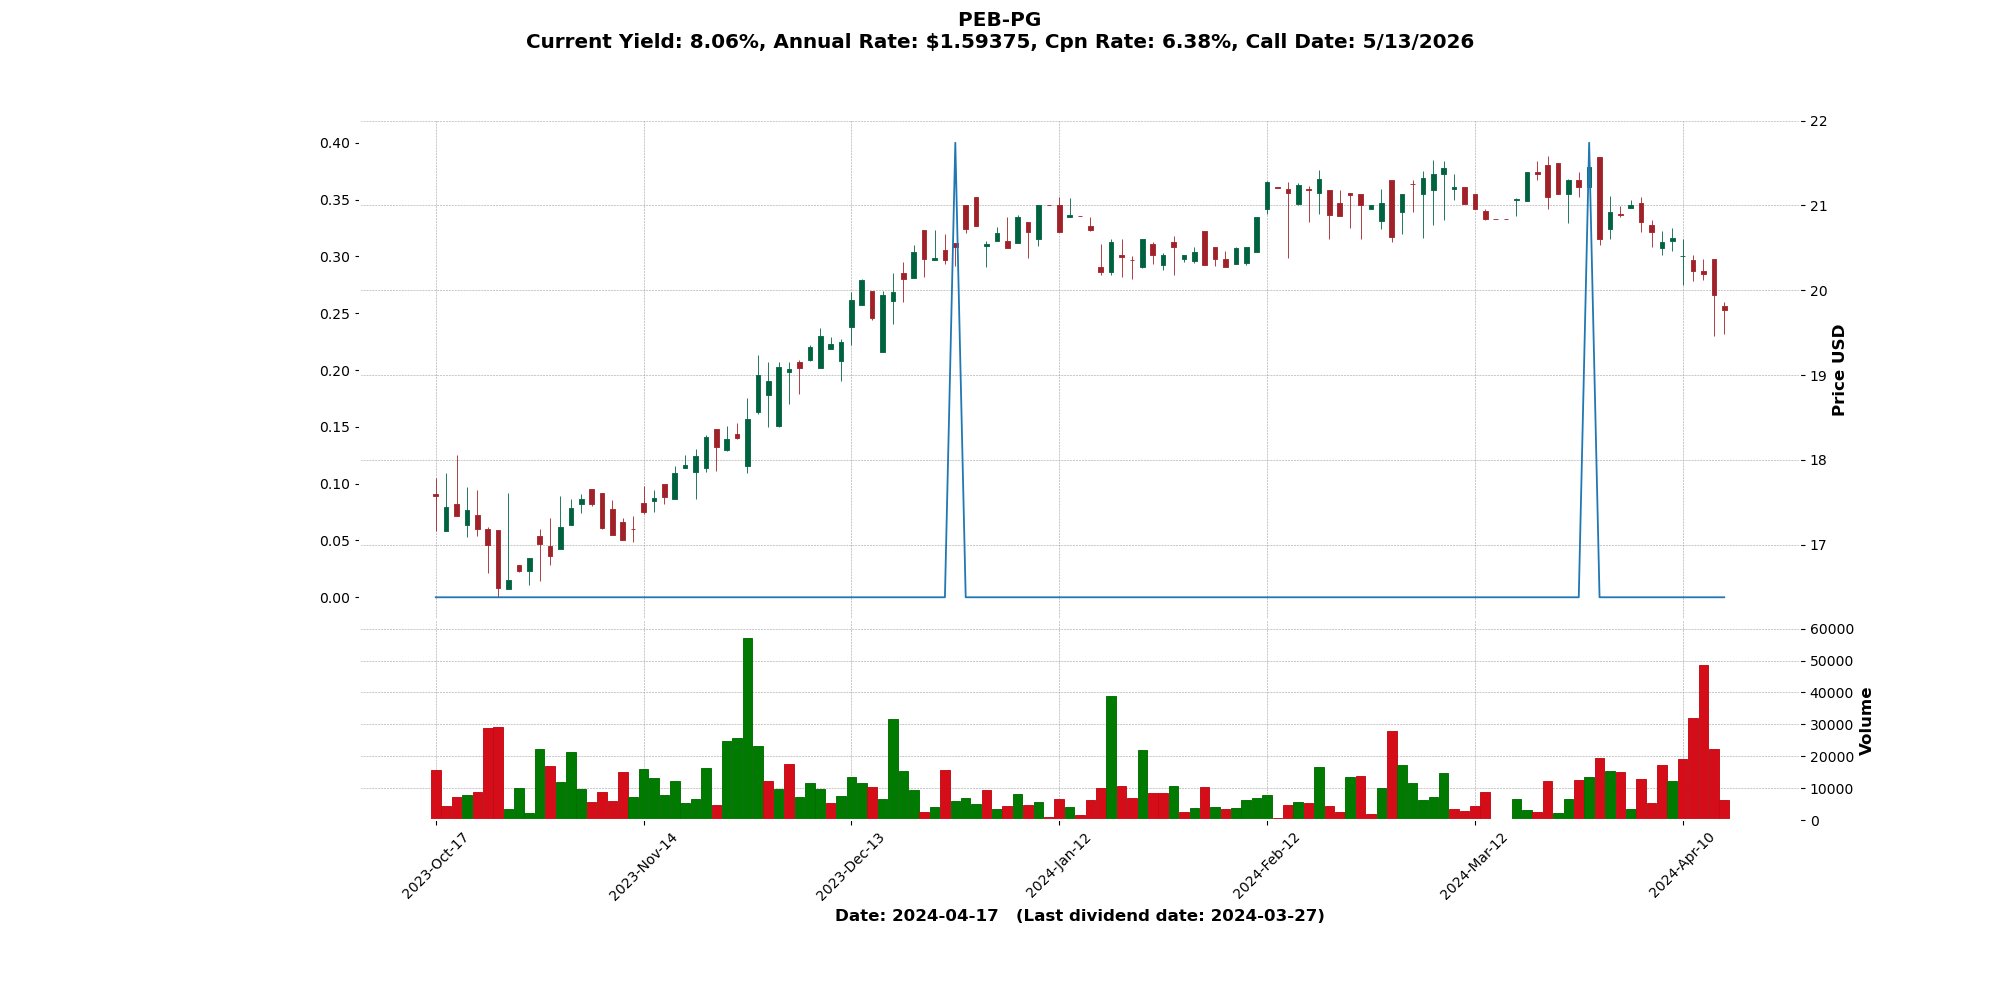 PEB-PG
Current Yield: 8.06%, Annual Rate: $1.59375, Cpn Rate: 6.38%, Call Date: 5/13/2026
0.40
0.35
0.30
0.25
0.20
0.15
0.10
0.05
0.00
22
21
20
19
18
17
Price USD
60000
50000
40000
30000
20000
10000
0
Volume
2023-Oct-17
2023-Nov-14
2023-Dec-13
2024-Jan-12
2024-Feb-12
2024-Mar-12
2024-Apr-10
Date: 2024-04-17   (Last dividend date: 2024-03-27)